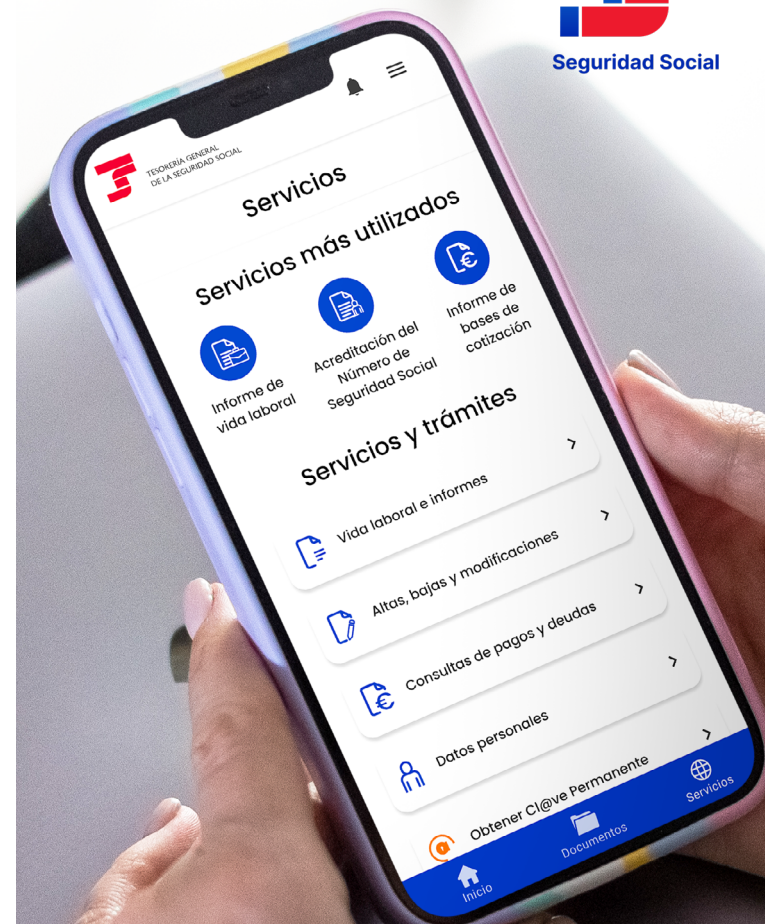 Seguridad Social
TESORERÍA GENERAL
DE LA SEGURIDAD SOCIAL
Servicios
Servicios más utilizados
Informe de
vida laboral
Acreditación del
Número de
Seguridad Social
Informe de
bases de
cotización
Servicios y trámites
Vida laboral e informes
Altas, bajas y modificaciones
Consultas de pagos y deudas
Datos personales
Obtener Cl@ve Permanente
Inicio
Documentos
Servicios